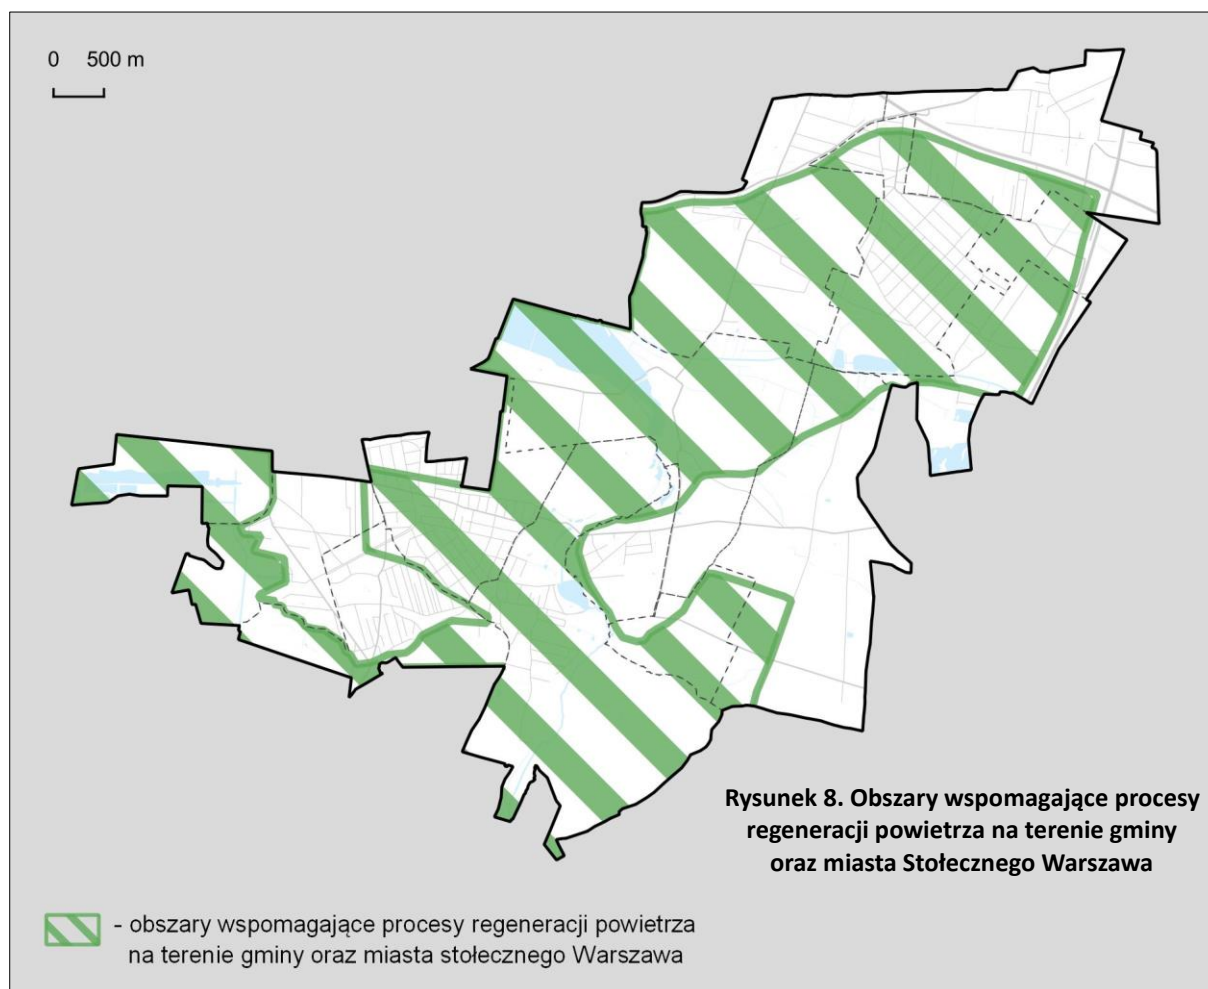 0 500 m
Rysunek 8. Obszary wspomagające procesy
regeneracji powietrza na terenie gminy
oraz miasta Stołecznego Warszawa
- obszary wspomagające procesy regeneracji powietrza
na terenie gminy oraz miasta stołecznego Warszawa